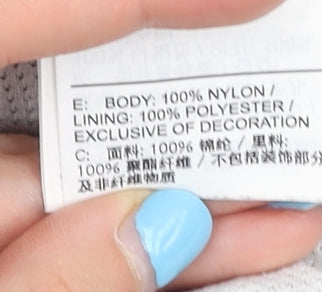 E: BODY: 100% NYLON /
LINING: 100% POLYESTER /
EXCLUSIVE OF DECORATION
C: 面料: 100% 锦纶 / 里料:
100% 聚酯纤维 / 不包括装饰部分
及非纤维物质